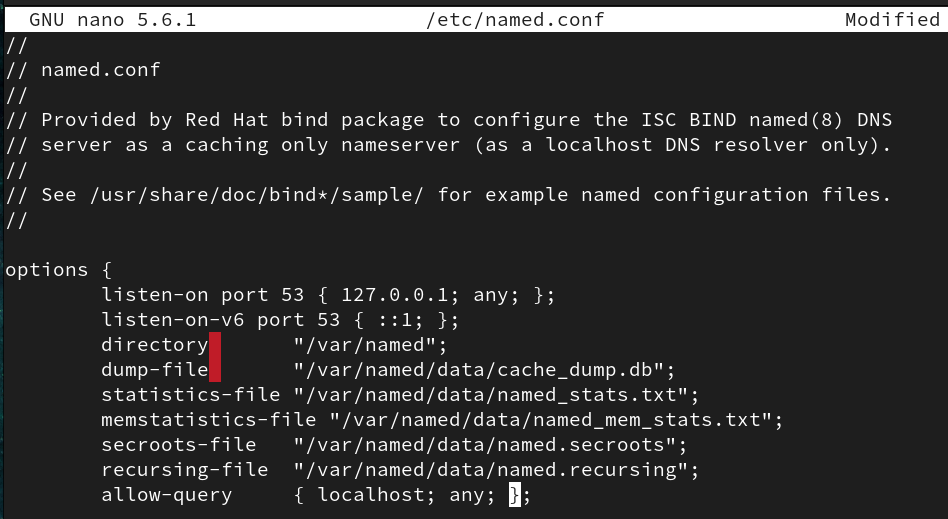 GNU nano 5.6.1 /etc/named.conf Modified
//
// named.conf
//
// Provided by Red Hat bind package to configure the ISC BIND named(8) DNS
// server as a caching only nameserver (as a localhost DNS resolver only).
//
// See /usr/share/doc/bind*/sample/ for example named configuration files.
//
options {
listen-on port 53 { 127.0.0.1; any; };
listen-on-v6 port 53 { ::1; };
directory "/var/named";
dump-file "/var/named/data/cache_dump.db";
statistics-file "/var/named/data/named_stats.txt";
memstatistics-file "/var/named/data/named_mem_stats.txt";
secroots-file "/var/named/data/named.secroots";
recursing-file "/var/named/data/named.recursing";
allow-query { localhost; any; };